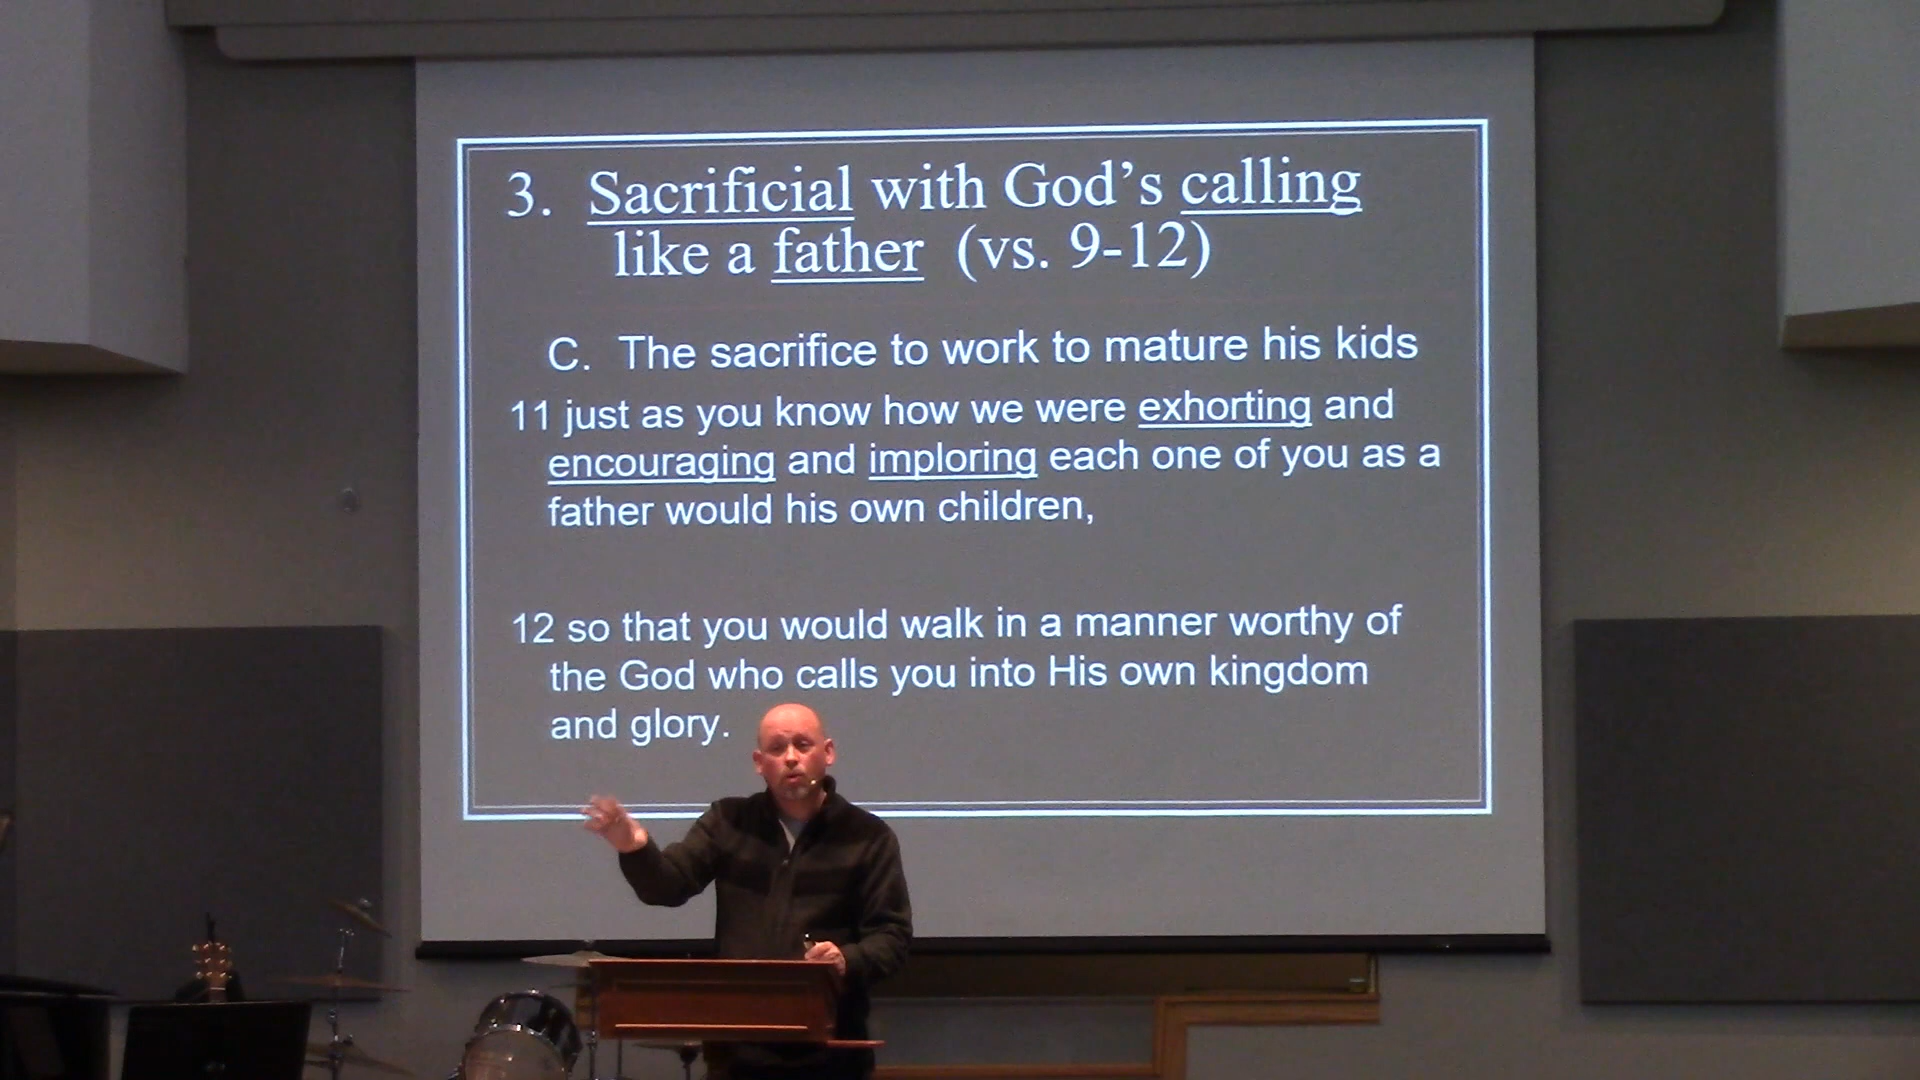 3. Sacrificial with God’s calling
like a father (vs. 9-12)
C. The sacrifice to work to mature his kids
11 just as you know how we were exhorting and
encouraging and imploring each one of you as a
father would his own children,
12 so that you would walk in a manner worthy of
the God who calls you into His own kingdom
and glory.